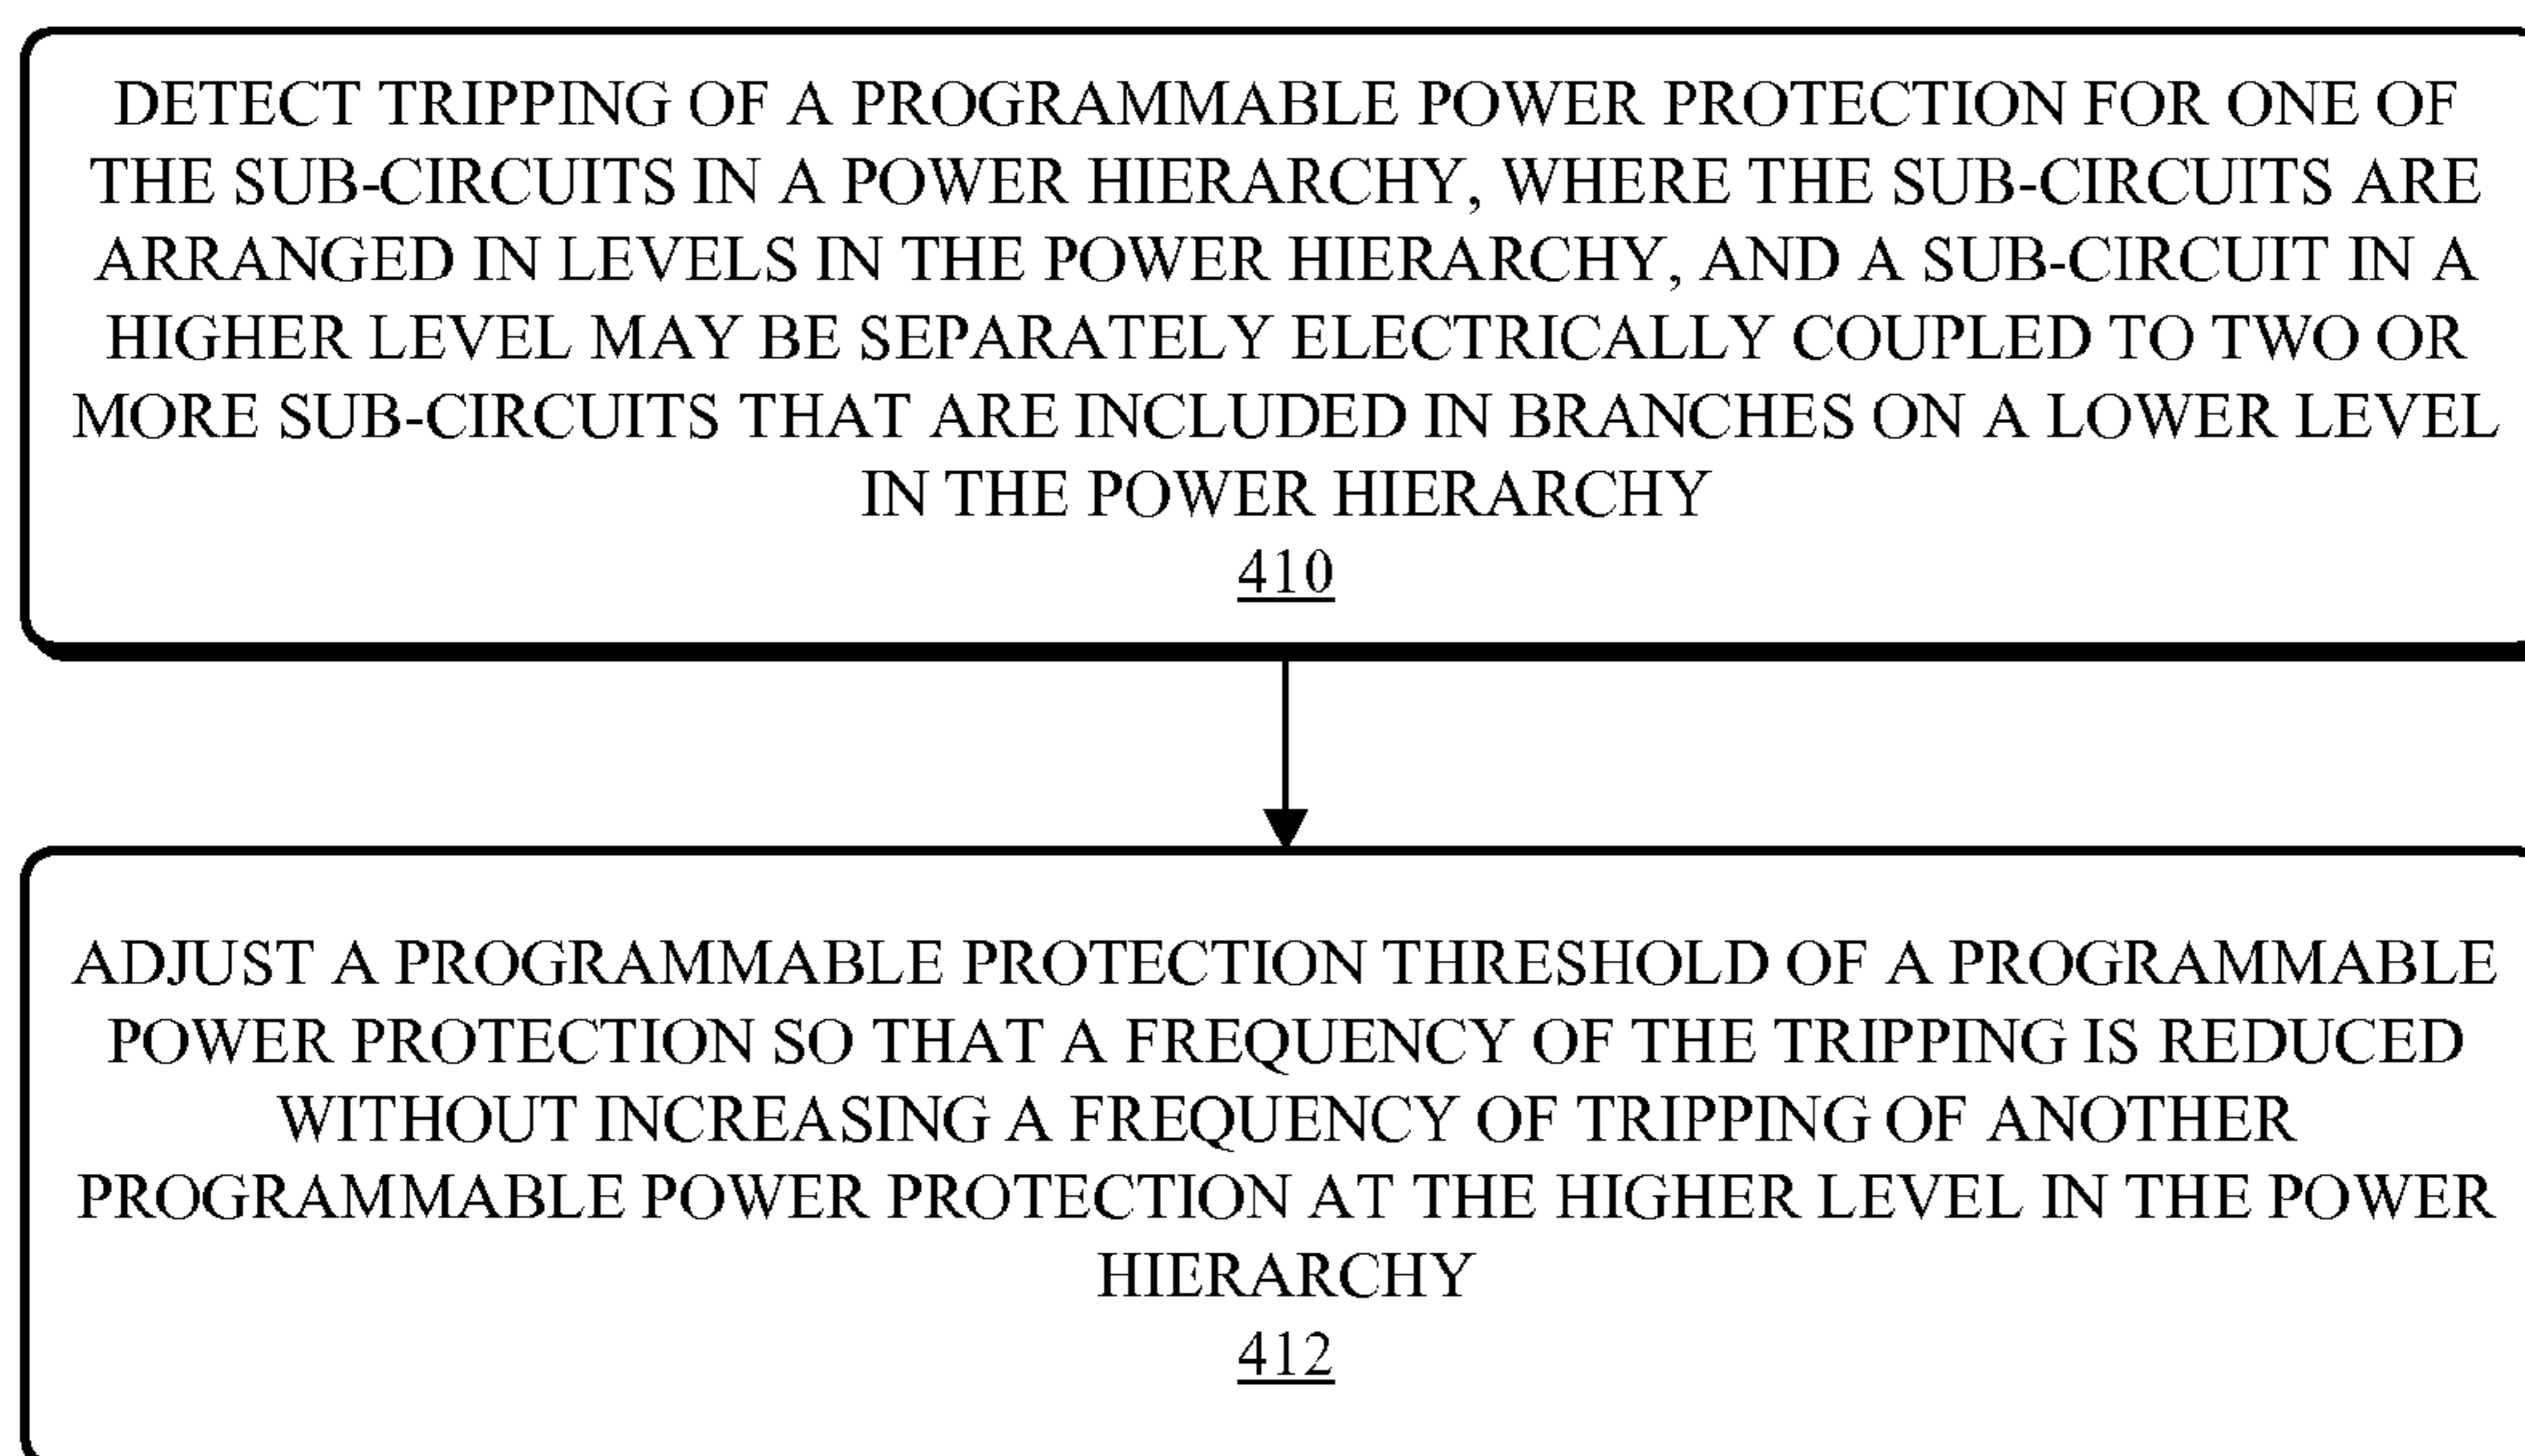 DETECT TRIPPING OF A PROGRAMMABLE POWER PROTECTION FOR ONE OF
THE SUB-CIRCUITS IN A POWER HIERARCHY, WHERE THE SUB-CIRCUITS ARE
ARRANGED IN LEVELS IN THE POWER HIERARCHY, AND A SUB-CIRCUIT IN A
HIGHER LEVEL MAY BE SEPARATELY ELECTRICALLY COUPLED TO TWO OR
MORE SUB-CIRCUITS THAT ARE INCLUDED IN BRANCHES ON A LOWER LEVEL
IN THE POWER HIERARCHY
410
ADJUST A PROGRAMMABLE PROTECTION THRESHOLD OF A PROGRAMMABLE
POWER PROTECTION SO THAT A FREQUENCY OF THE TRIPPING IS REDUCED
WITHOUT INCREASING A FREQUENCY OF TRIPPING OF ANOTHER
PROGRAMMABLE POWER PROTECTION AT THE HIGHER LEVEL IN THE POWER
HIERARCHY
412